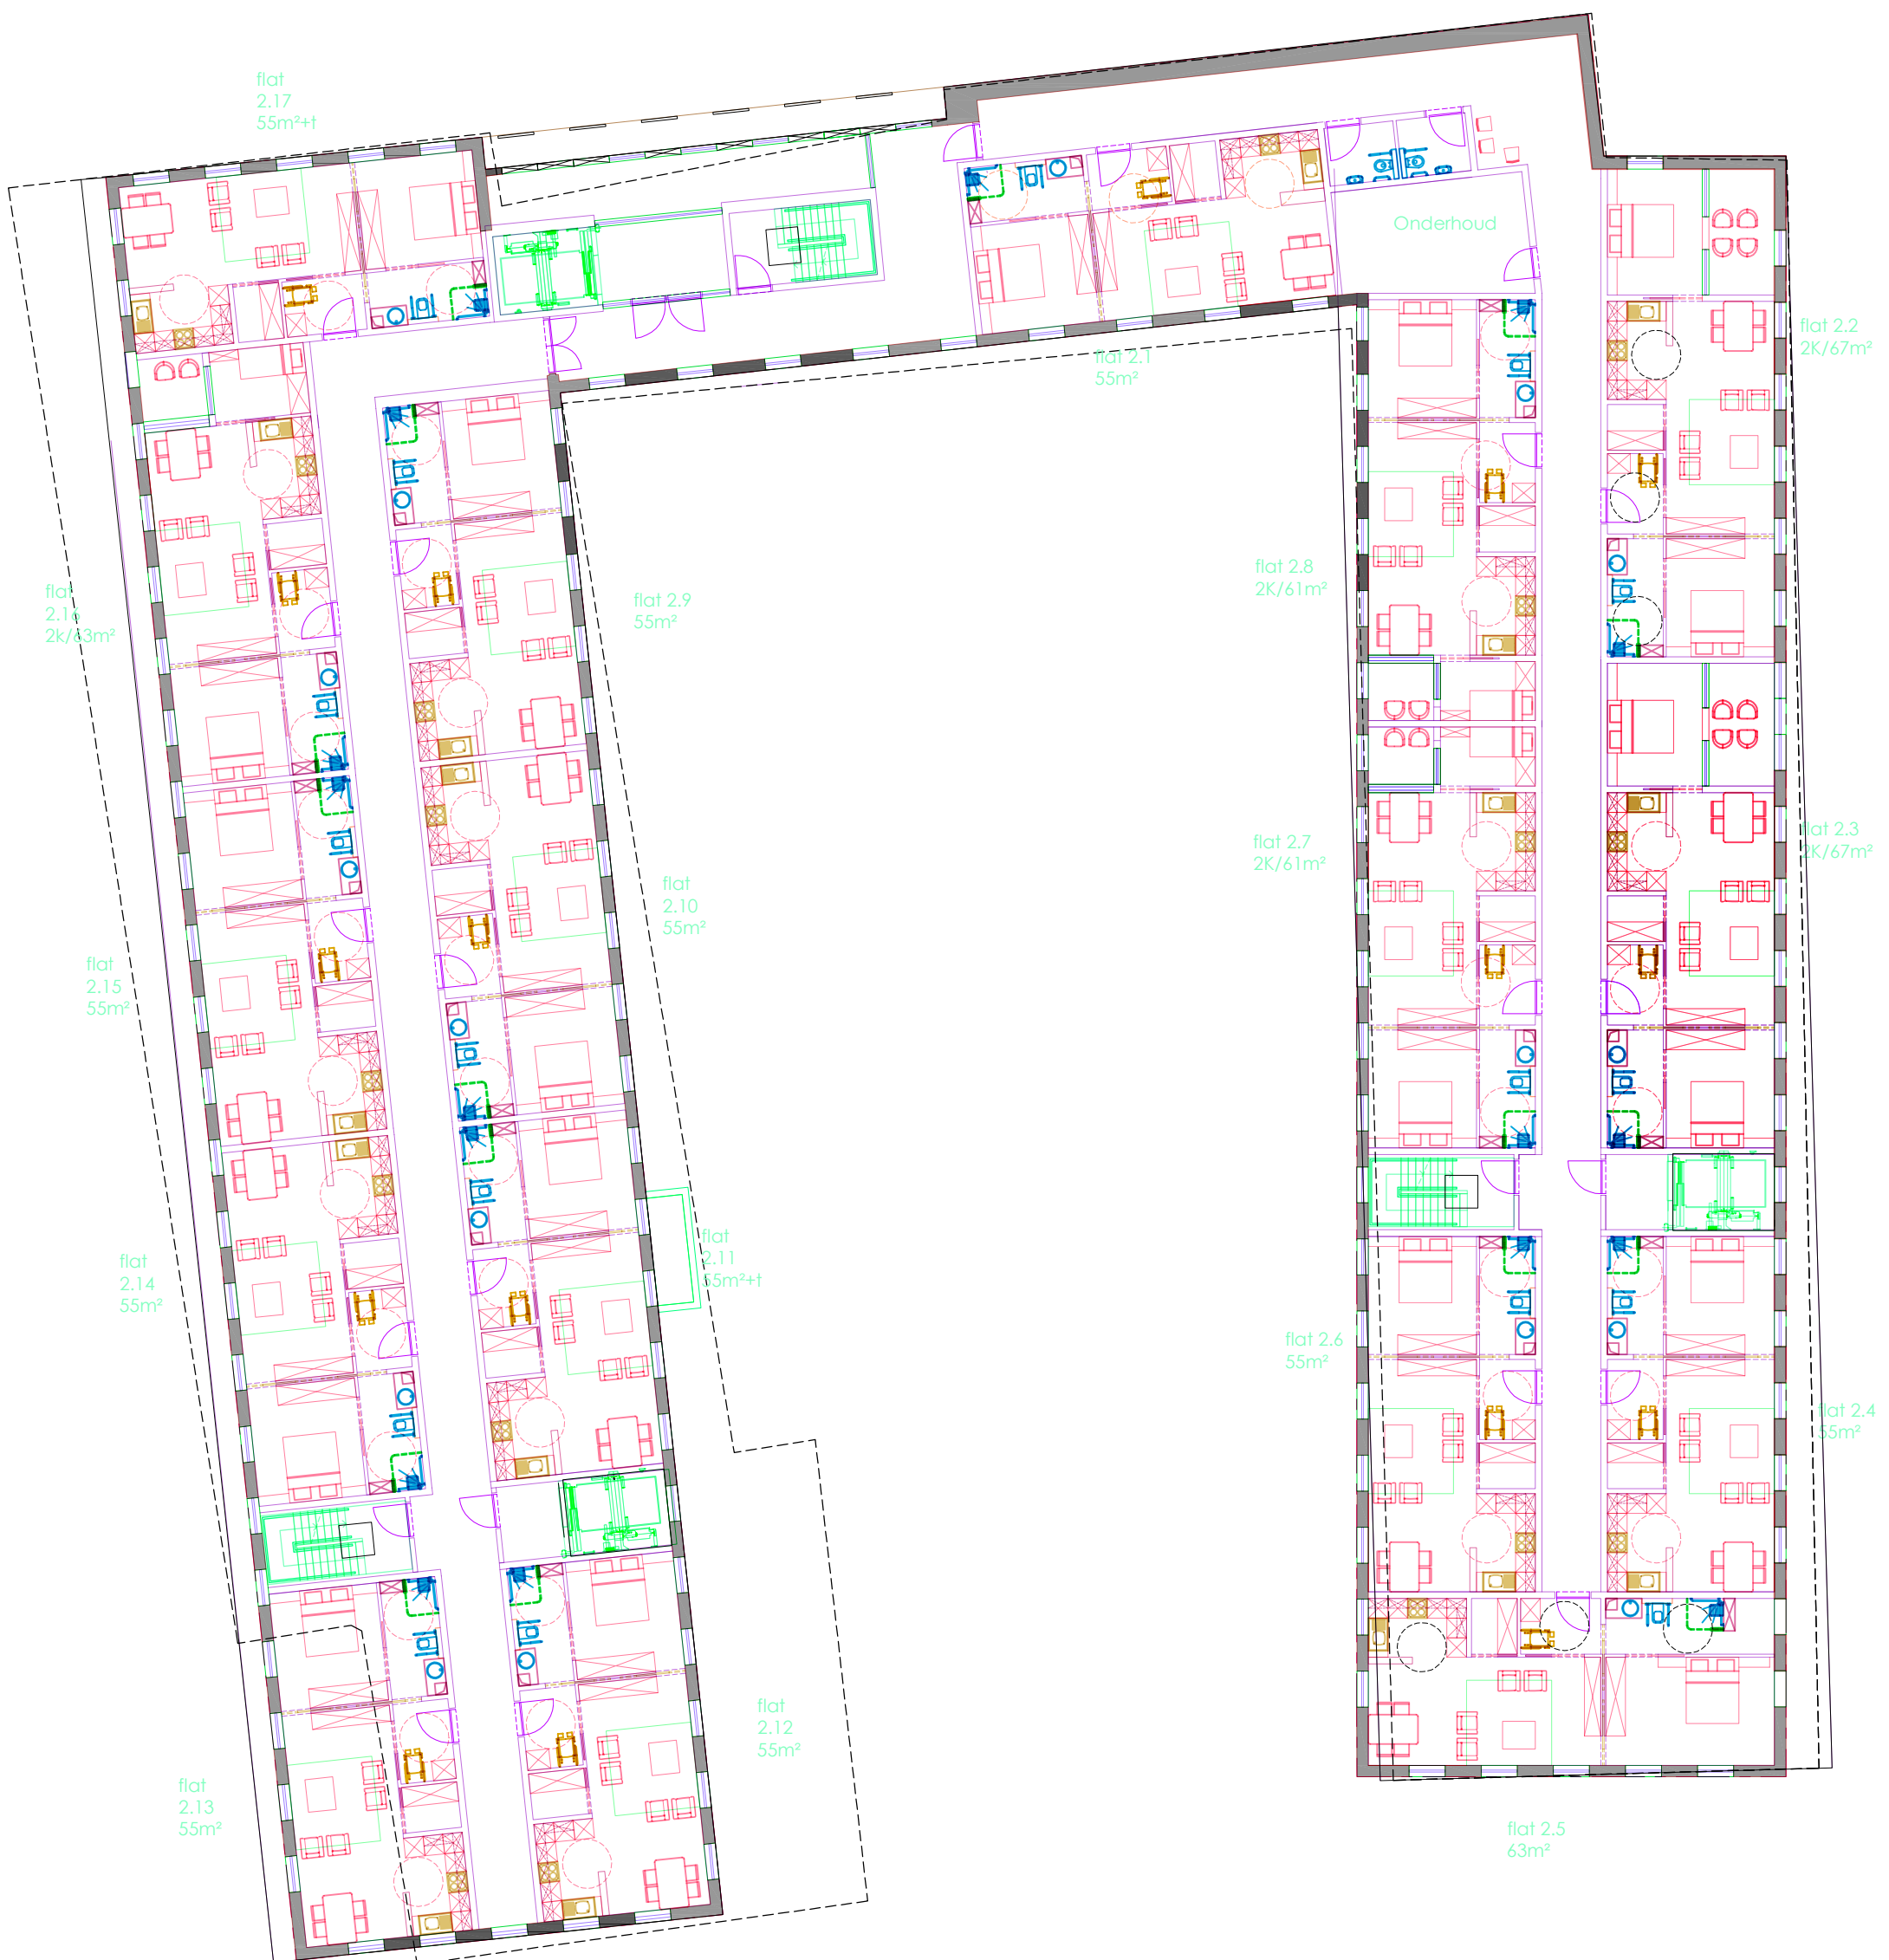 flat
2.17
55m²+t
Onderhoud
flat 2.1
55m²
flat 2.2
2K/67m²
flat 2.8
2K/61m²
flat
2.16
2k/63m²
flat 2.9
55m²
flat 2.7
2K/61m²
flat 2.3
2K/67m²
flat
2.10
55m²
flat
2.15
55m²
flat
2.11
55m²+t
flat
2.14
55m²
flat 2.6
55m²
flat 2.4
55m²
flat
2.12
55m²
flat
2.13
55m²
flat 2.5
63m²